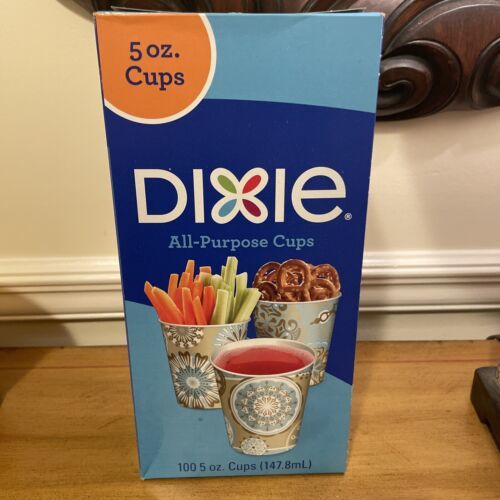 5 oz.
Cups
DIXIE®
All-Purpose Cups
100 5 oz. Cups (147.8mL)